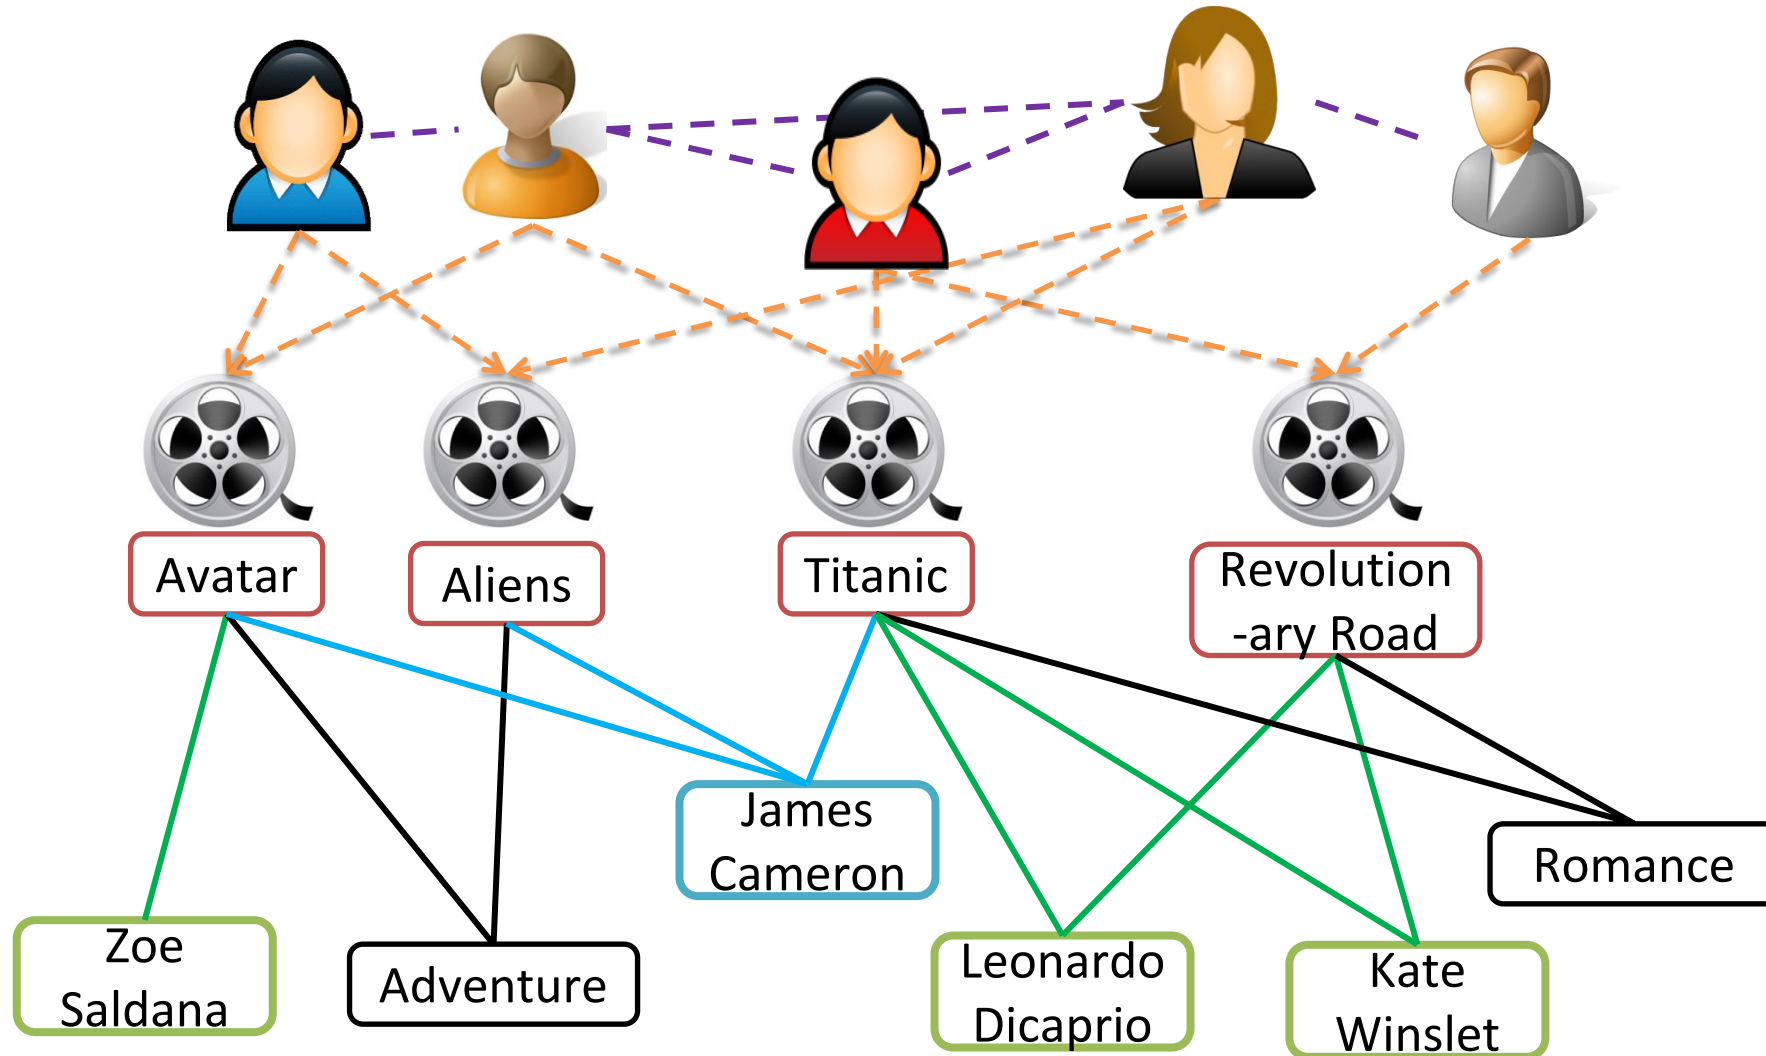 Avatar
Aliens
Titanic
Revolution
-ary Road
James
Cameron
Romance
Zoe
Saldana
Adventure
Leonardo
Dicaprio
Kate
Winslet